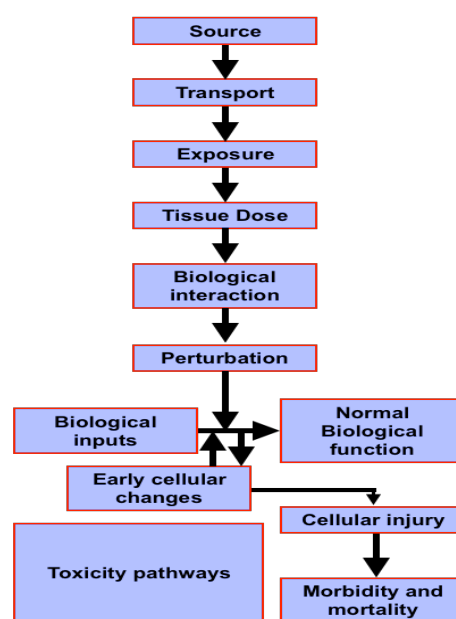 Source
Transport
Exposure
Tissue Dose
Biological
interaction
Perturbation
Biological
inputs
Normal
Biological
function
Early cellular
changes
Cellular injury
Toxicity pathways
Morbidity and
mortality